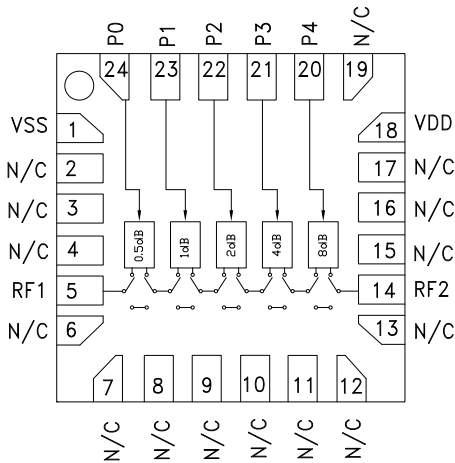 P0 P1 P2 P3 P4 N/C
24 23 22 21 20 19
VSS 1 18 VDD
N/C 2 17 N/C
N/C 3 16 N/C
N/C 4 0.5dB 1dB 2dB 4dB 8dB 15 N/C
RF1 5 14 RF2
N/C 6 13 N/C
7 8 9 10 11 12
N/C N/C N/C N/C N/C N/C